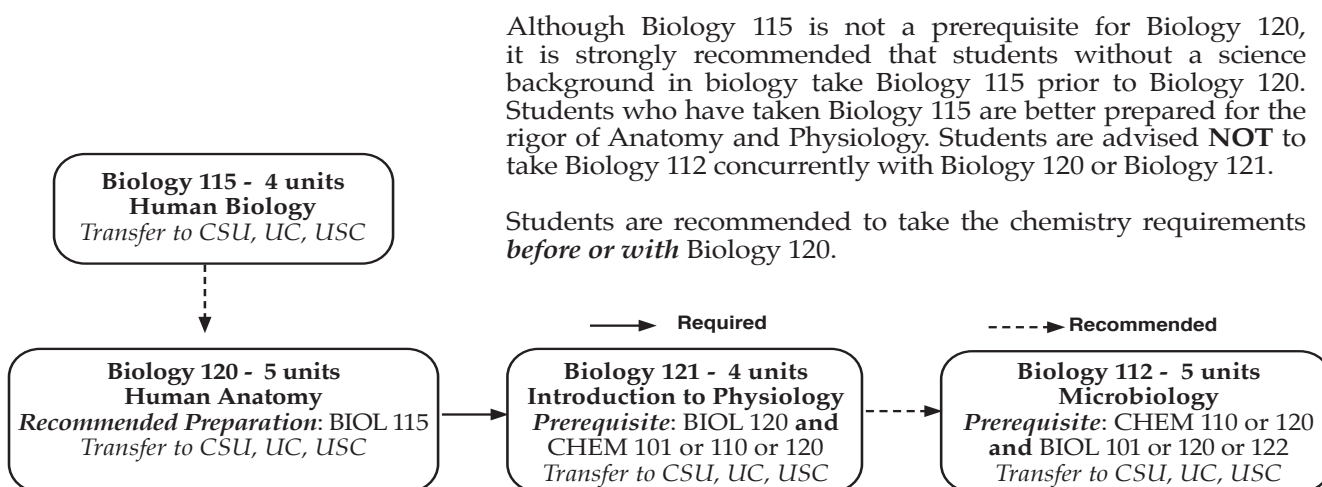 Although Biology 115 is not a prerequisite for Biology 120,
it is strongly recommended that students without a science
background in biology take Biology 115 prior to Biology 120.
Students who have taken Biology 115 are better prepared for the
rigor of Anatomy and Physiology. Students are advised NOT to
take Biology 112 concurrently with Biology 120 or Biology 121.
Students are recommended to take the chemistry requirements
before or with Biology 120.
Biology 115 - 4 units
Human Biology
Transfer to CSU, UC, USC
Required
Recommended
Biology 120 - 5 units
Human Anatomy
Recommended Preparation: BIOL 115
Transfer to CSU, UC, USC
Biology 121 - 4 units
Introduction to Physiology
Prerequisite: BIOL 120 and
CHEM 101 or 110 or 120
Transfer to CSU, UC, USC
Biology 112 - 5 units
Microbiology
Prerequisite: CHEM 110 or 120
and BIOL 101 or 120 or 122
Transfer to CSU, UC, USC